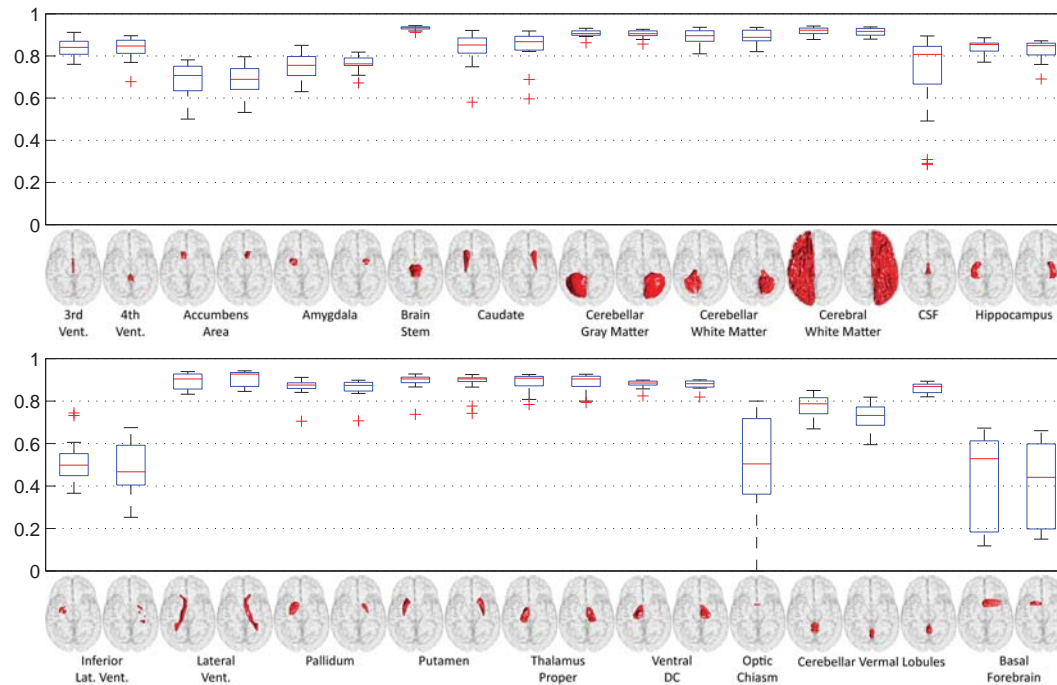 1
0.8
0.6
0.4
0.2
0
3rd Vent.
4th Vent.
Accumbens Area
Amygdala
Brain Stem
Caudate
Cerebellar Gray Matter
Cerebellar White Matter
Cerebral White Matter
CSF
Hippocampus
1
0.8
0.6
0.4
0.2
0
Inferior Lat. Vent.
Lateral Vent.
Pallidum
Putamen
Thalamus Proper
Ventral DC
Optic Chiasm
Cerebellar Vermal Lobules
Basal Forebrain